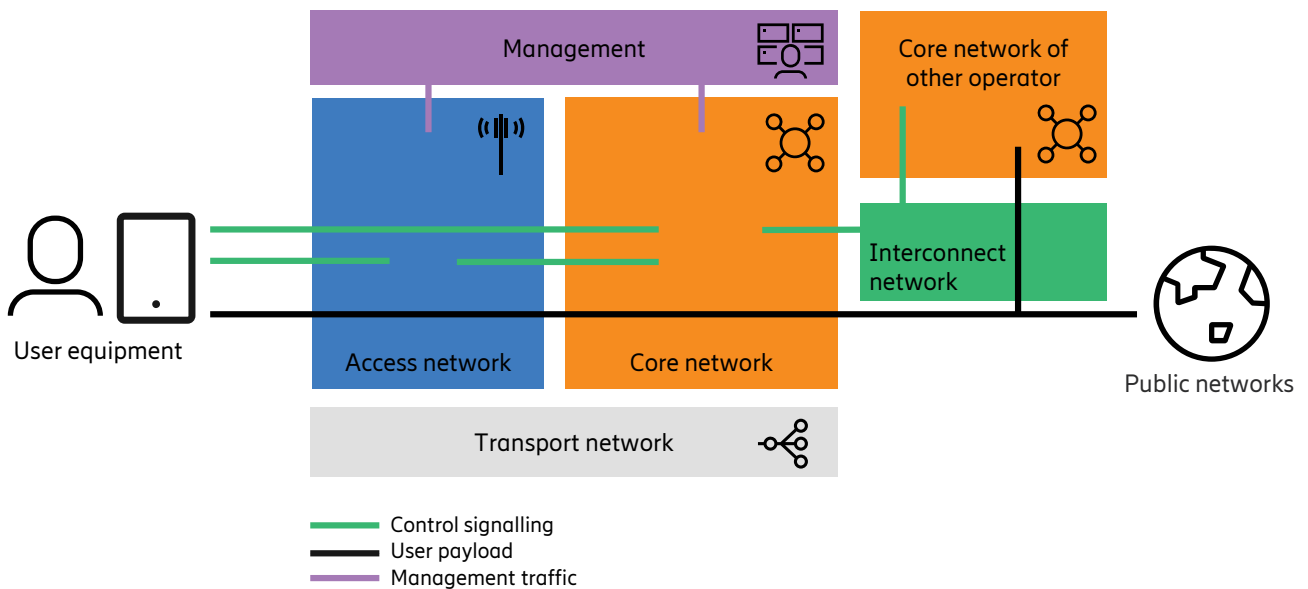 Management
Core network of
other operator
Interconnect
network
User equipment
Access network
Core network
Public networks
Transport network
Control signalling
User payload
Management traffic